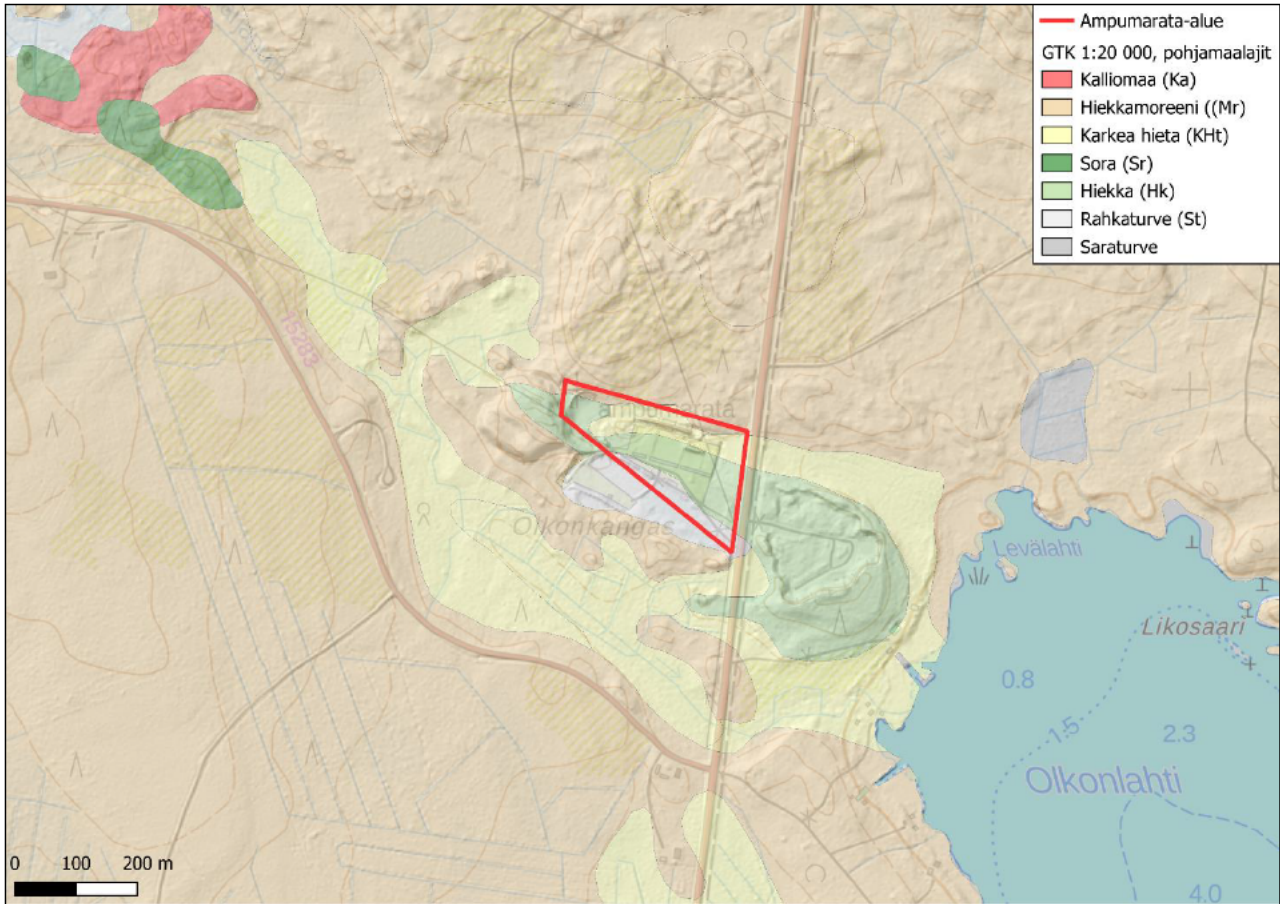 Ampumarata-alue
GTK 1:20 000, pohjamaalajit
Kalliomaa (Ka)
Hiekkamoreeni ((Mr)
Karkea hieta (KHt)
Sora (Sr)
Hiekka (Hk)
Rahkaturve (St)
Saraturve
15283
ampumarata
Olkonkangas
Levälahti
Likosaari
0.8
1.5
2.3
Olkonlahti
4.0
0 100 200 m